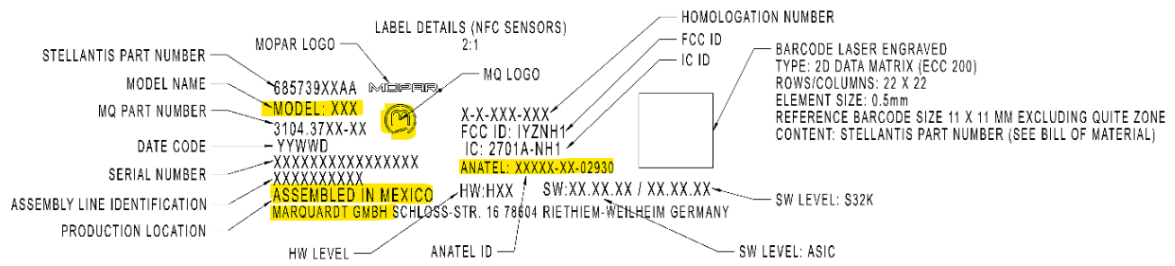 LABEL DETAILS (NFC SENSORS)
2:1
STELLANTIS PART NUMBER
MODEL NAME
MQ PART NUMBER
DATE CODE
SERIAL NUMBER
ASSEMBLY LINE IDENTIFICATION
PRODUCTION LOCATION
MOPAR LOGO
MQ LOGO
685739XXAA
MOPAR
MODEL: XXX
3104.37XX-XX
YYWWD
XXXXXXXXXXXXXXXX
XXXXXXXXXX
ASSEMBLED IN MEXICO
MARQUARDT GMBH SCHLOSS-STR. 16 78604 RIETHIEM-WEILHEIM GERMANY
X-X-XXX-XXX
FCC ID: IYZNH1
IC: 2701A-NH1
ANATEL: XXXXX-XX-02930
HW:HXX SW:XX.XX.XX / XX.XX.XX
HOMOLOGATION NUMBER
FCC ID
IC ID
BARCODE LASER ENGRAVED
TYPE: 2D DATA MATRIX (ECC 200)
ROWS/COLUMNS: 22 X 22
ELEMENT SIZE: 0.5mm
REFERENCE BARCODE SIZE 11 X 11 MM EXCLUDING QUITE ZONE
CONTENT: STELLANTIS PART NUMBER (SEE BILL OF MATERIAL)
SW LEVEL: S32K
HW LEVEL
ANATEL ID
SW LEVEL: ASIC